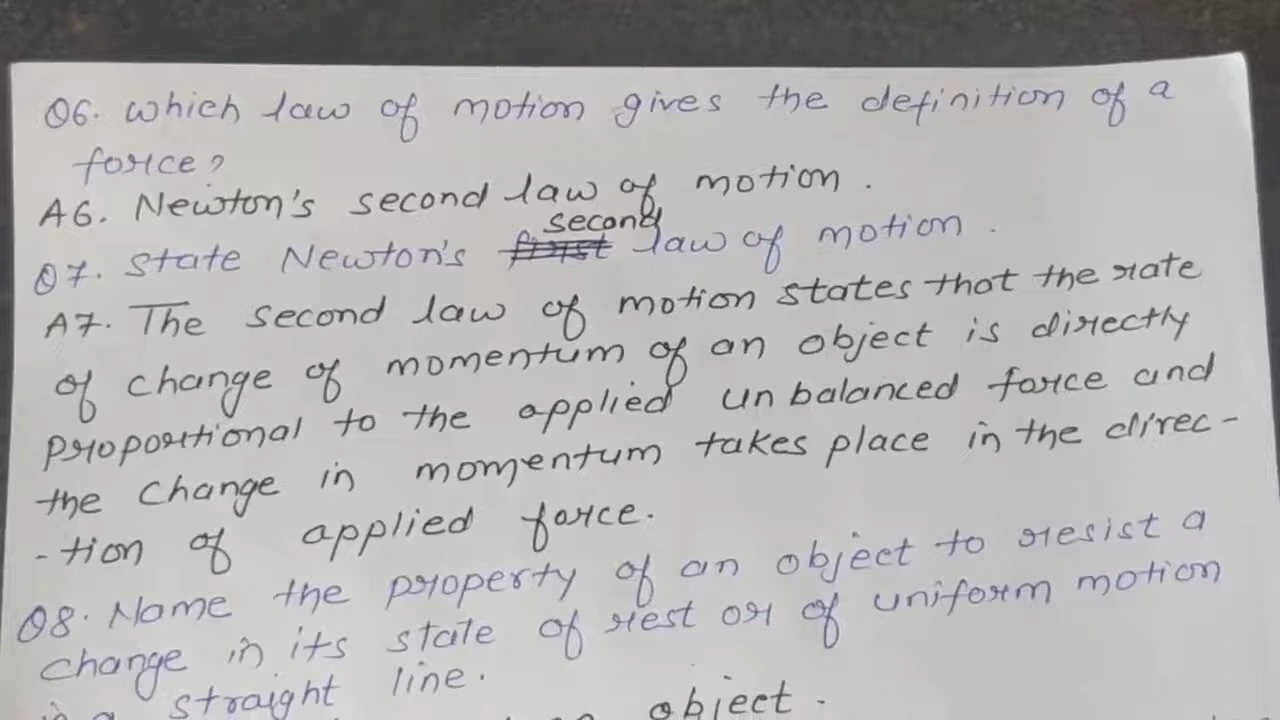 Q6. which law of motion gives the definition of a
force?
A6. Newton's second law of motion.
second
Q7. State Newton's first law of motion.
A7. The second law of motion states that the rate
of change of momentum of an object is directly
proportional to the applied unbalanced force and
the change in momentum takes place in the direc-
-tion of applied force.
Q8. Name the property of an object to resist a
change in its state of rest or of uniform motion
in a straight line.
object.